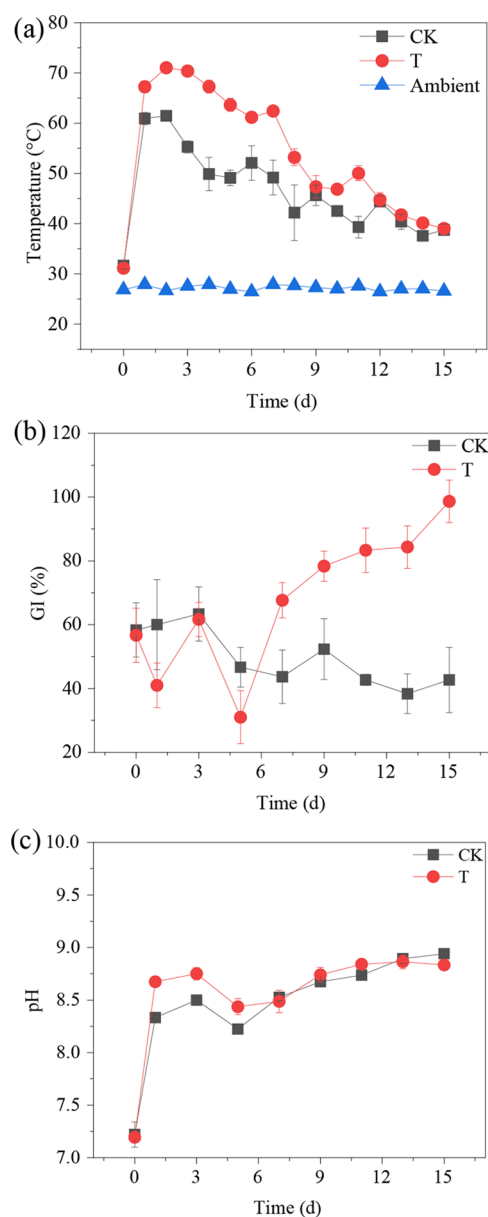 (a)
80
70
60
50
40
30
20
Temperature (°C)
CK
T
Ambient
0 3 6 9 12 15
Time (d)
(b)
120
100
80
60
40
20
GI (%)
CK
T
0 3 6 9 12 15
Time (d)
(c)
10.0
9.5
9.0
8.5
8.0
7.5
7.0
pH
CK
T
0 3 6 9 12 15
Time (d)